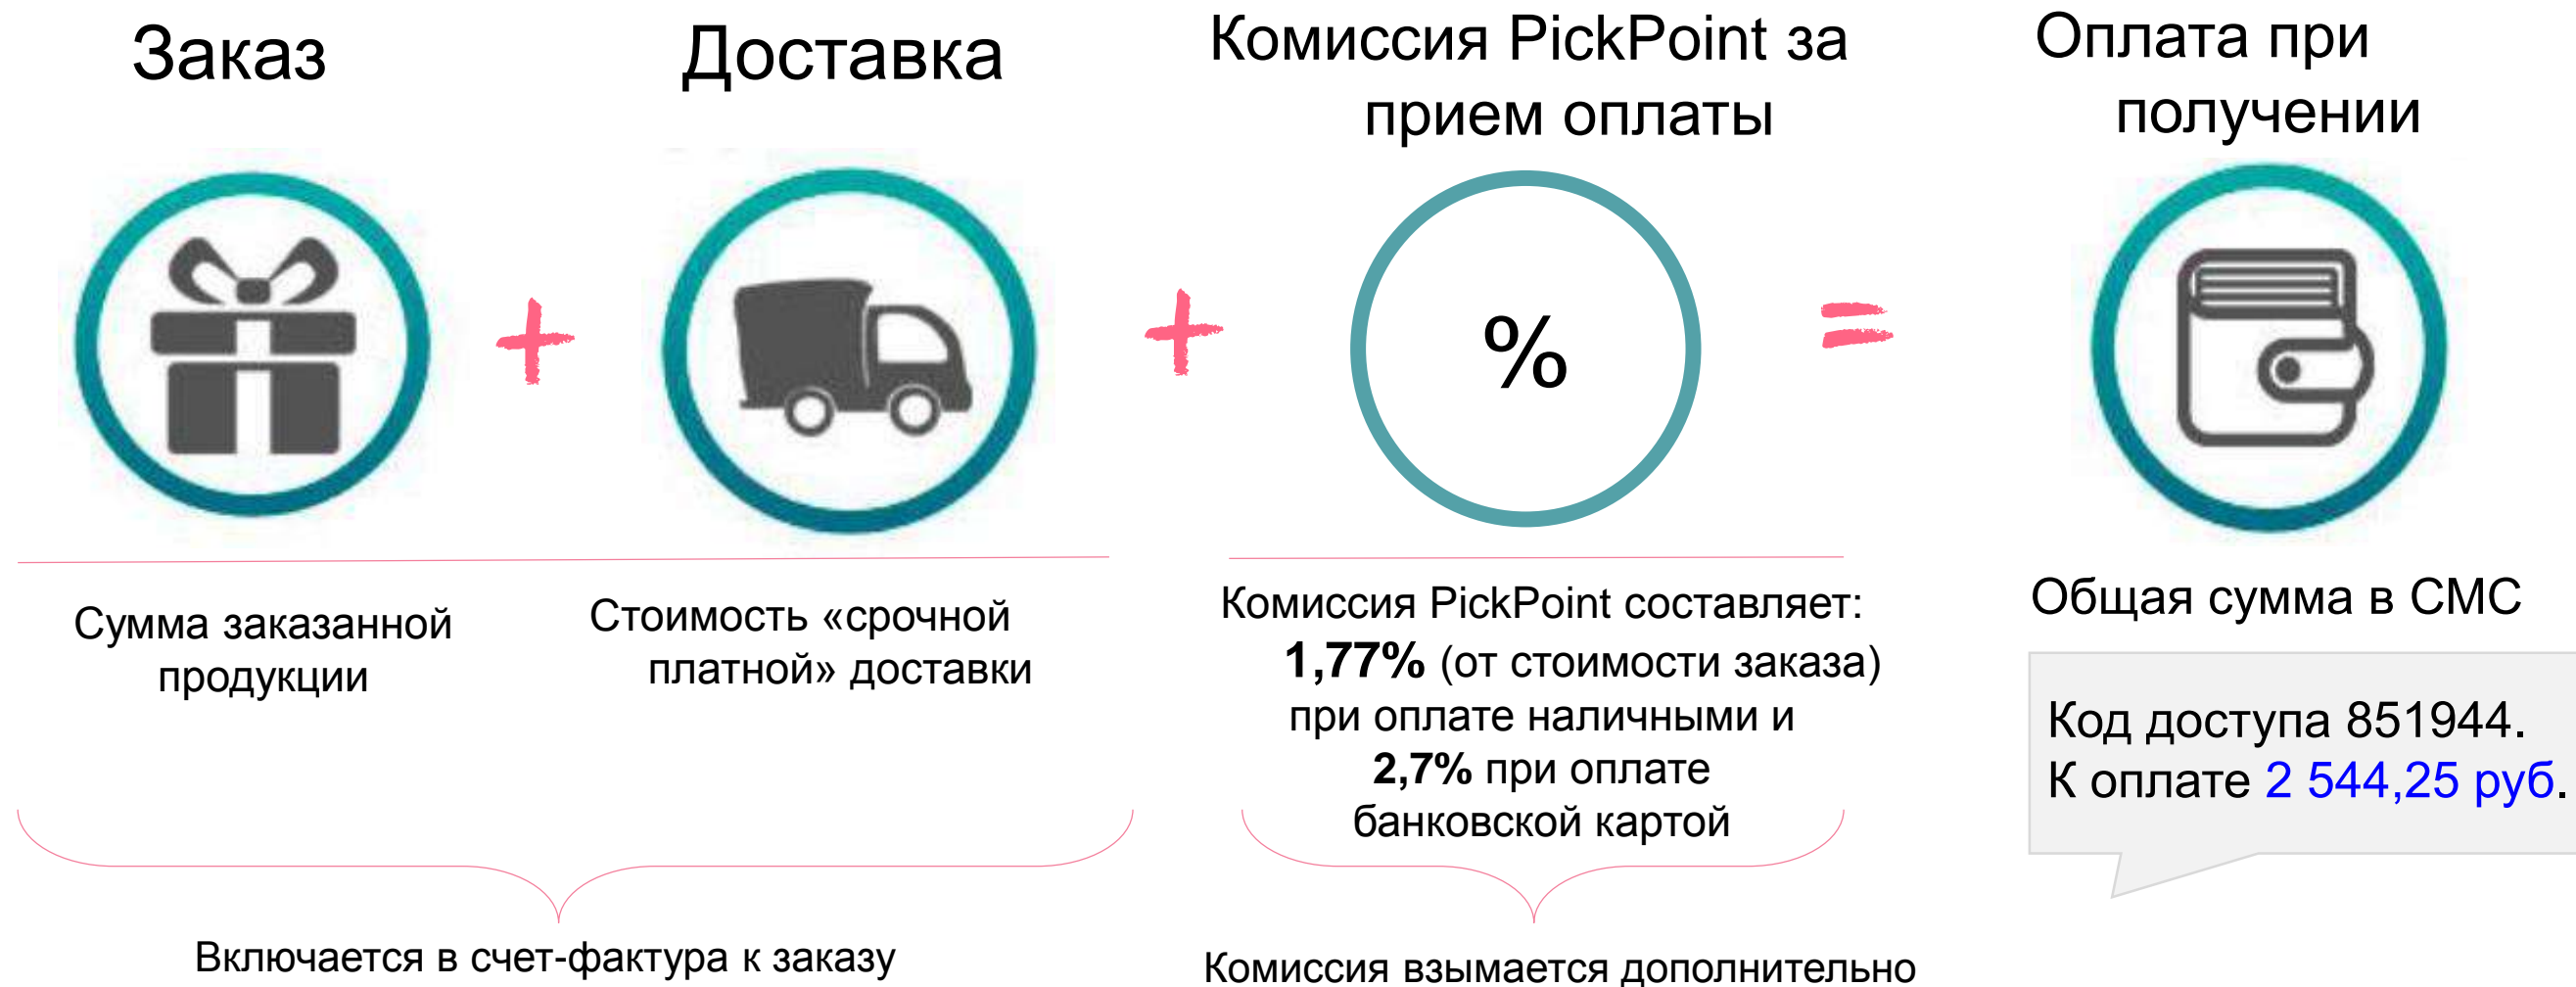 Заказ
Доставка
Комиссия PickPoint за
прием оплаты
Оплата при
получении
+
+
%
=
Сумма заказанной
продукции
Стоимость «срочной
платной» доставки
Комиссия PickPoint составляет:
1,77% (от стоимости заказа)
при оплате наличными и
2,7% при оплате
банковской картой
Общая сумма в СМС
Код доступа 851944.
К оплате 2 544,25 руб.
Включается в счет-фактура к заказу
Комиссия взымается дополнительно